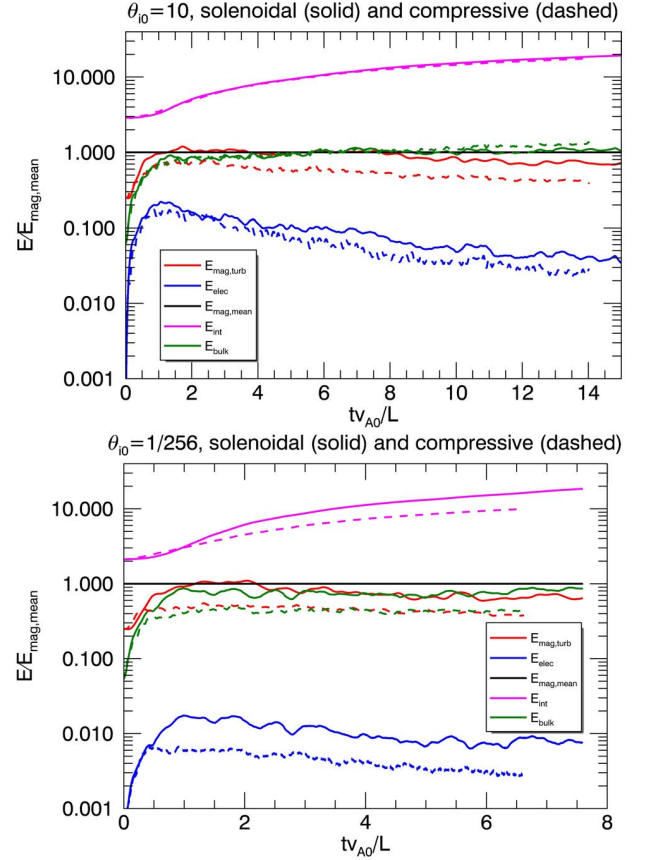 θi0=10, solenoidal (solid) and compressive (dashed)
10.000
1.000
0.100
0.010
0.001
E/Emag,mean
Emag,turb
Eelec
Emag,mean
Eint
Ebulk
0 2 4 6 8 10 12 14
tvA0/L
θi0=1/256, solenoidal (solid) and compressive (dashed)
10.000
1.000
0.100
0.010
0.001
E/Emag,mean
Emag,turb
Eelec
Emag,mean
Eint
Ebulk
0 2 4 6 8
tvA0/L